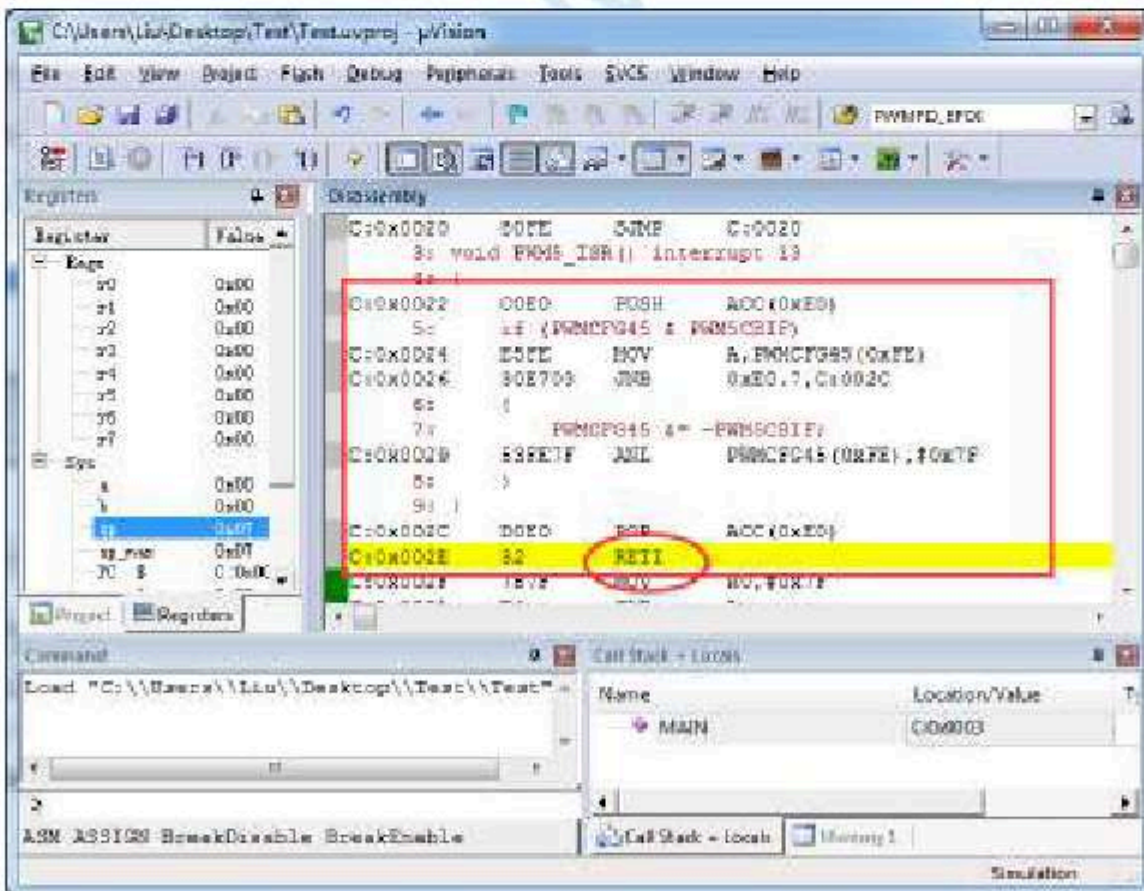 C:\Users\Liu\Desktop\Test\Test.uvproj - µVision
File Edit View Project Flash Debug Peripherals Tools SVCS Window Help
Registers
Disassembly
Register Value
Regs
r0 0x00
r1 0x00
r2 0x00
r3 0x00
r4 0x00
r5 0x00
r6 0x00
r7 0x00
Sys
a 0x00
b 0x00
sp 0x07
0x07
PC $
Project Registers
C:0x0020 80FE SJMP C:0020
3: void PWM5_ISR() interrupt 13
4: {
C:0x0022 C0E0 PUSH ACC(0xE0)
5: if (PWMCFG45 & PWM5CBIF)
C:0x0024 E5FE MOV A,PWMCFG45(0xFE)
C:0x0026 30E703 JNB 0xE0.7,C:002C
6: {
7: PWMCFG45 &= ~PWM5CBIF;
C:0x0029 53FE7F ANL PWMCFG45(0xFE),#0x7F
8: }
9: }
C:0x002C D0E0 POP ACC(0xE0)
C:0x002E 32 RETI
C:0x002F 787F MOV R0,#0x7F
Command
Load "C:\\Users\\Liu\\Desktop\\Test\\Test"
>
ASM ASSIGN BreakDisable BreakEnable
Call Stack + Locals
Name Location/Value T
MAIN C:0x0003
Call Stack + Locals Memory 1
Simulation